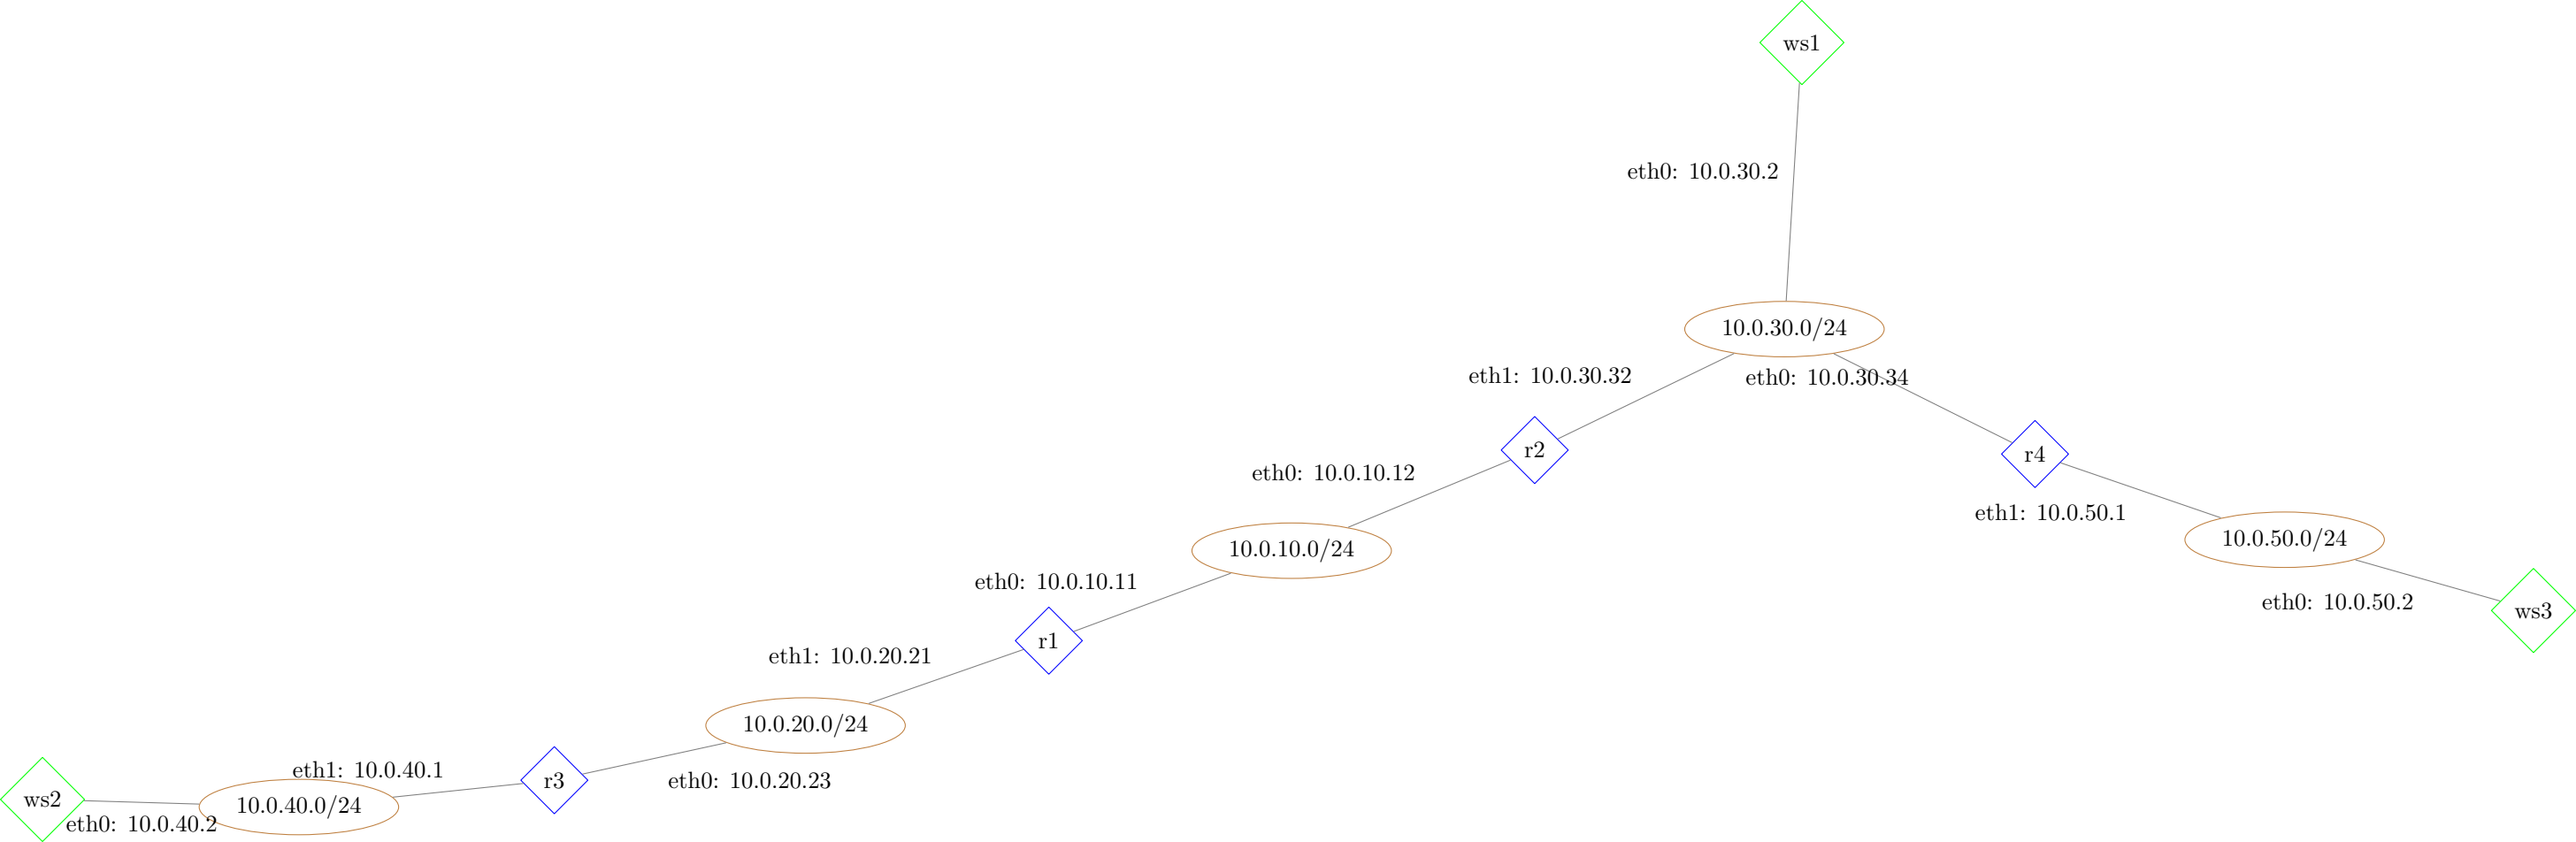 ws1
eth0: 10.0.30.2
10.0.30.0/24
eth1: 10.0.30.32
eth0: 10.0.30.34
r2
r4
eth0: 10.0.10.12
eth1: 10.0.50.1
10.0.50.0/24
10.0.10.0/24
eth0: 10.0.10.11
eth0: 10.0.50.2
ws3
r1
eth1: 10.0.20.21
10.0.20.0/24
eth1: 10.0.40.1
r3
eth0: 10.0.20.23
ws2
10.0.40.0/24
eth0: 10.0.40.2